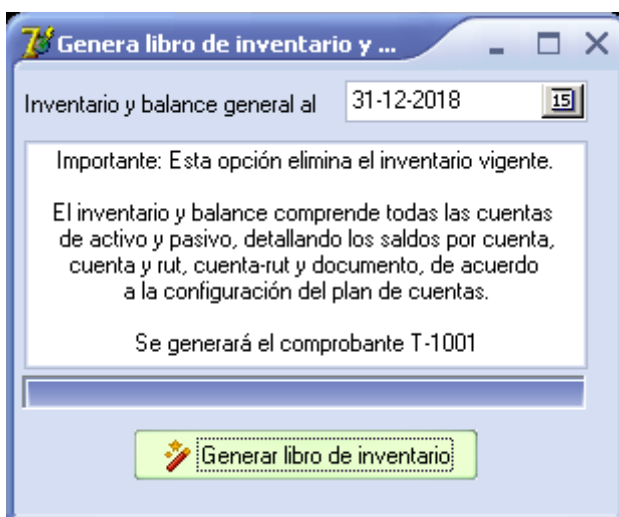 Genera libro de inventario y ...
Inventario y balance general al 31-12-2018 15
Importante: Esta opción elimina el inventario vigente.
El inventario y balance comprende todas las cuentas
de activo y pasivo, detallando los saldos por cuenta,
cuenta y rut, cuenta-rut y documento, de acuerdo
a la configuración del plan de cuentas.
Se generará el comprobante T-1001
Generar libro de inventario